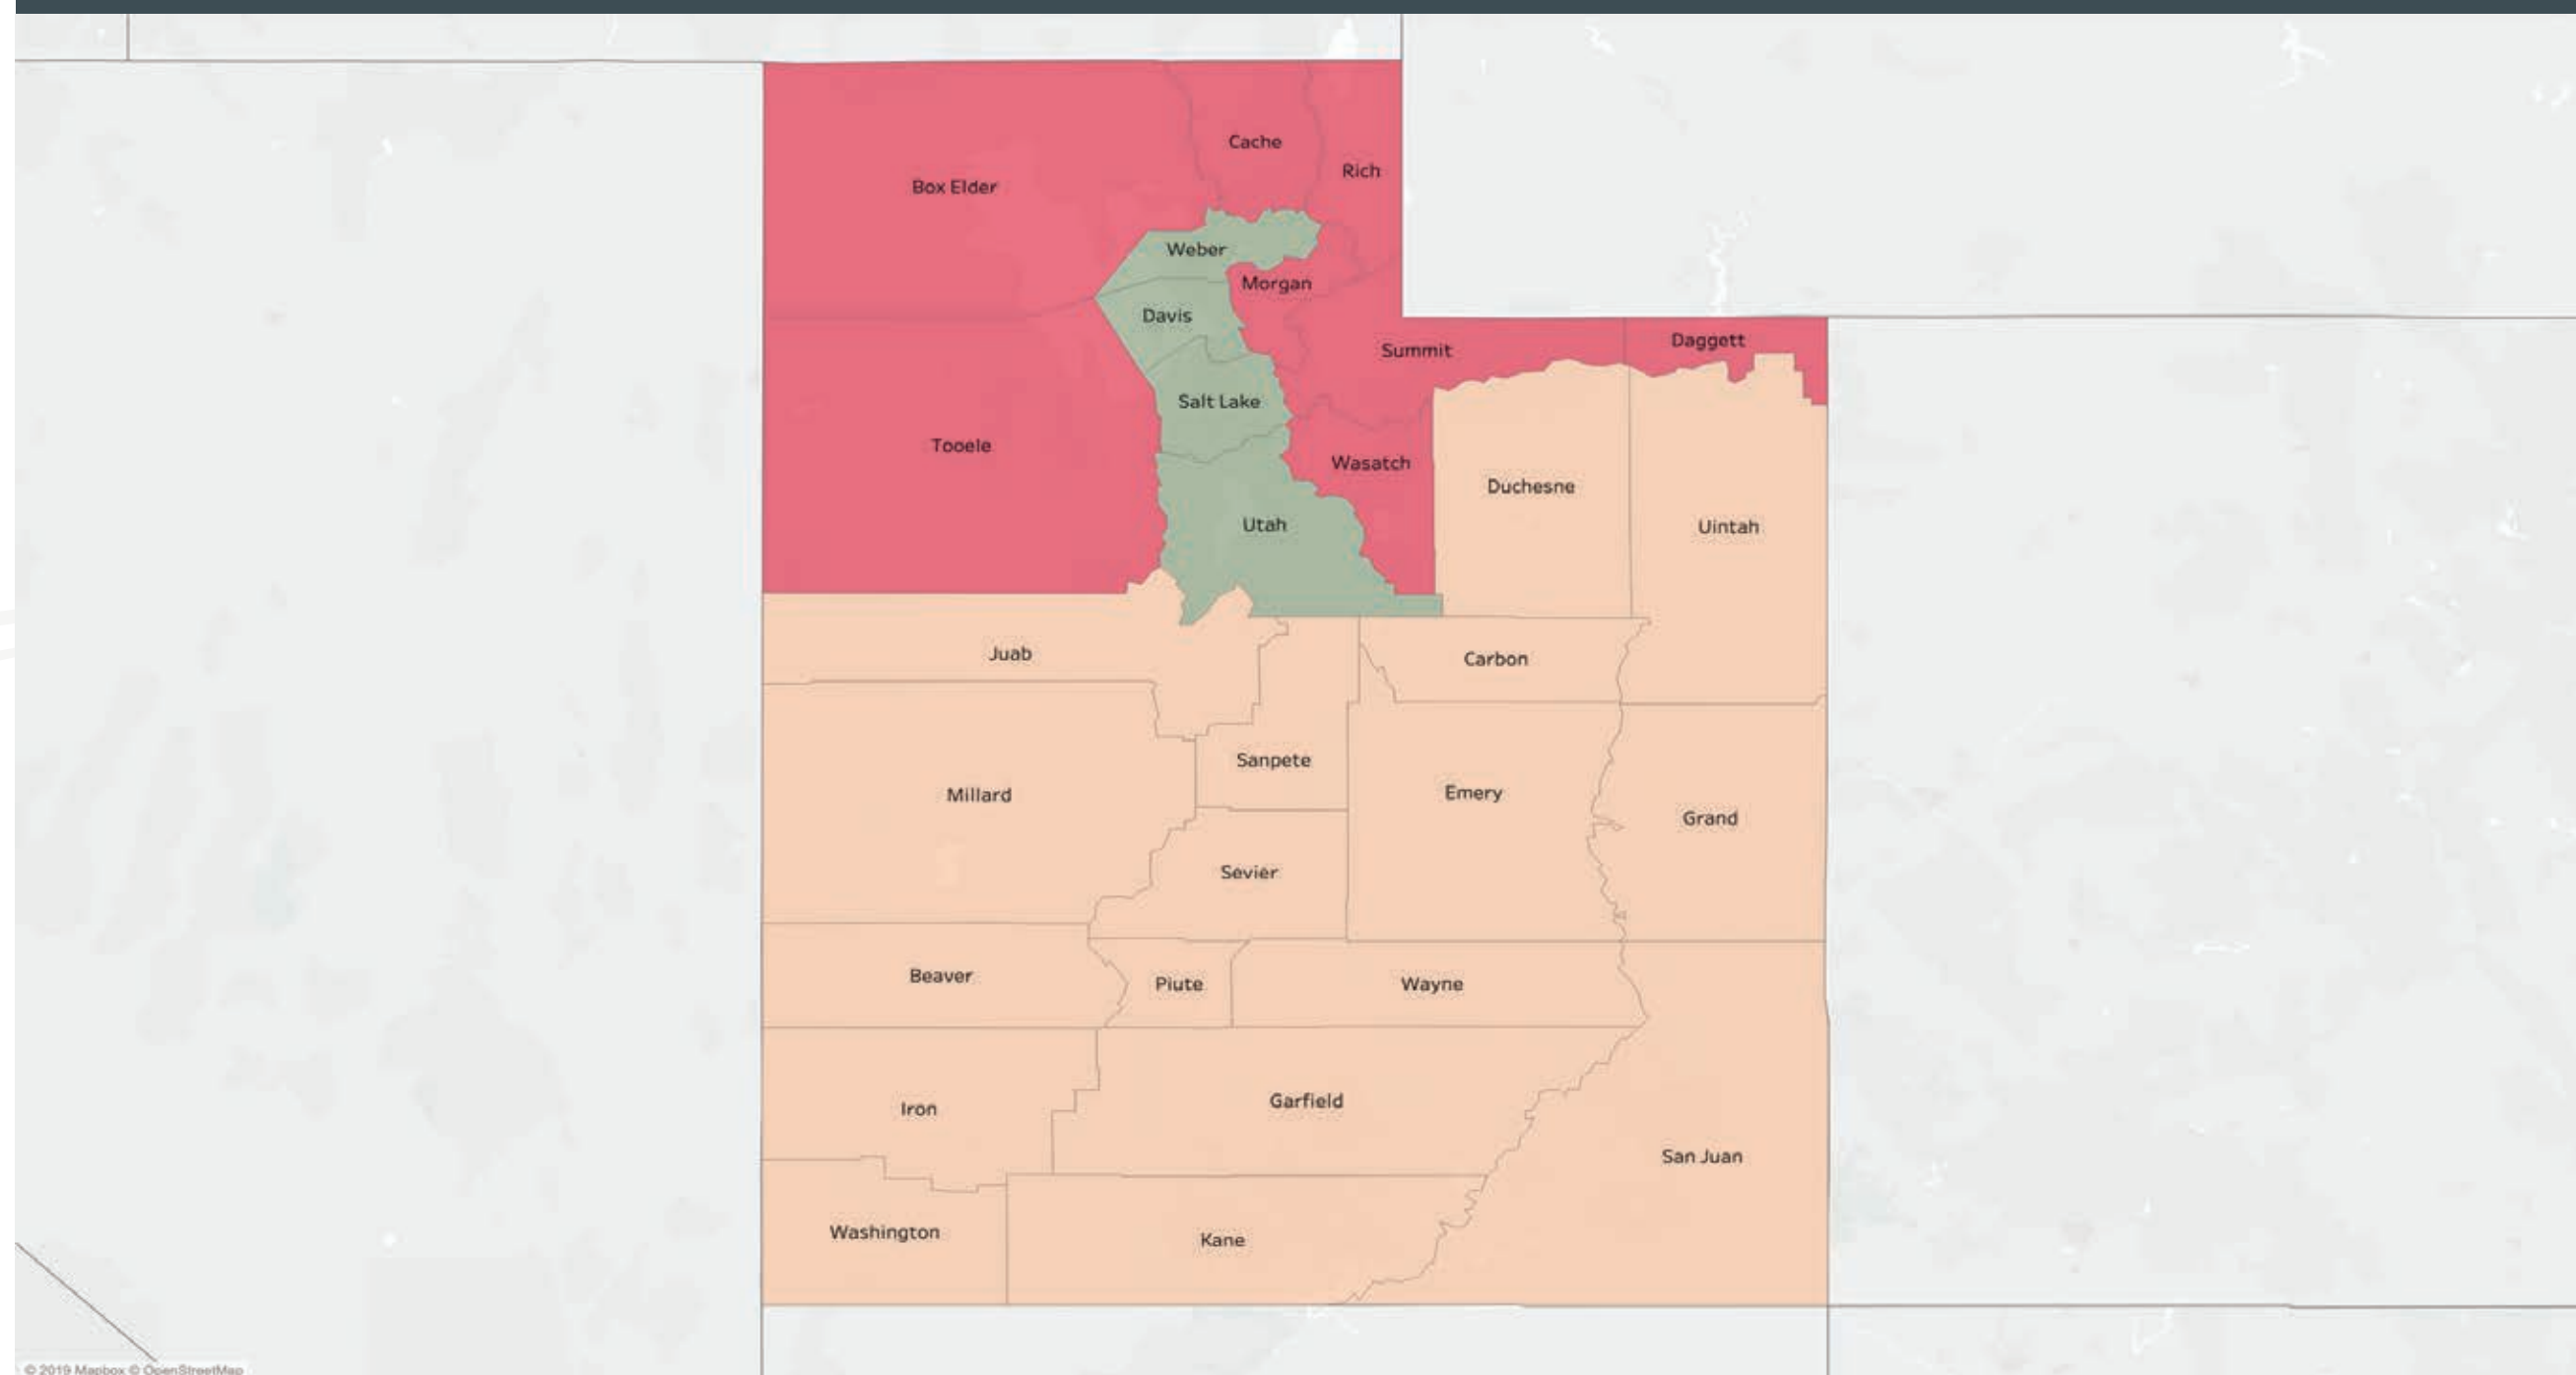 Cache
Rich
Box Elder
Weber
Morgan
Davis
Daggett
Summit
Salt Lake
Tooele
Wasatch
Duchesne
Utah
Uintah
Juab
Carbon
Sanpete
Emery
Millard
Grand
Sevier
Beaver
Piute
Wayne
Garfield
Iron
San Juan
Washington
Kane
© 2019 Mapbox © OpenStreetMap